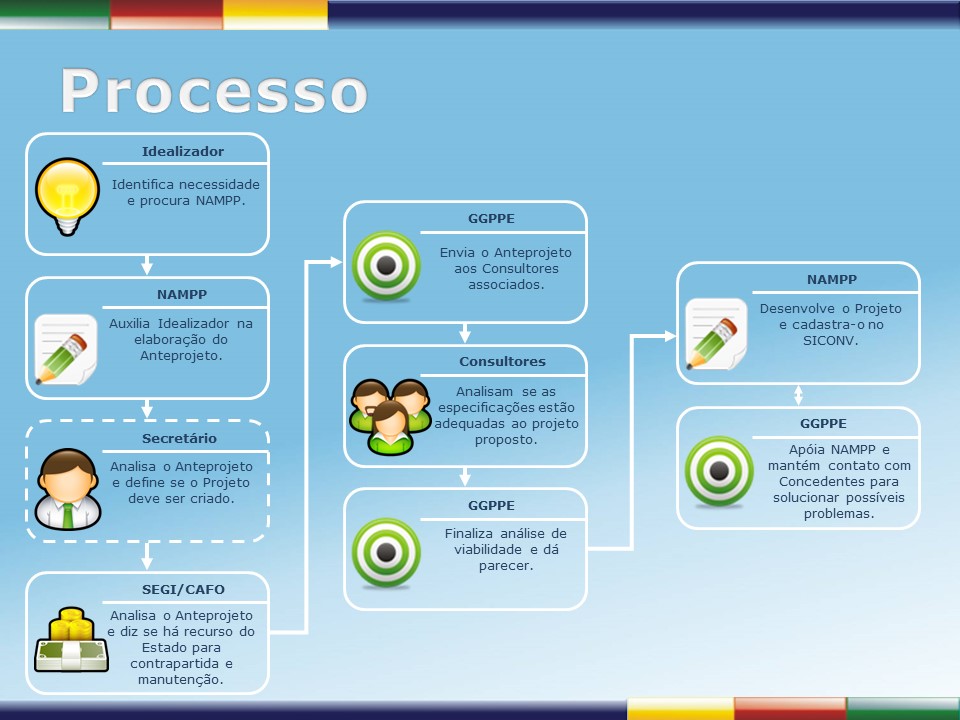 Processo
Idealizador
Identifica necessidade
e procura NAMPP.
NAMPP
Auxilia Idealizador na
elaboração do
Anteprojeto.
Secretário
Analisa o Anteprojeto
e define se o Projeto
deve ser criado.
SEGI/CAFO
Analisa o Anteprojeto
e diz se há recurso do
Estado para
contrapartida e
manutenção.
GGPPE
Envia o Anteprojeto
aos Consultores
associados.
Consultores
Analisam se as
especificações estão
adequadas ao projeto
proposto.
GGPPE
Finaliza análise de
viabilidade e dá
parecer.
NAMPP
Desenvolve o Projeto
e cadastra-o no
SICONV.
GGPPE
Apóia NAMPP e
mantém contato com
Concedentes para
solucionar possíveis
problemas.